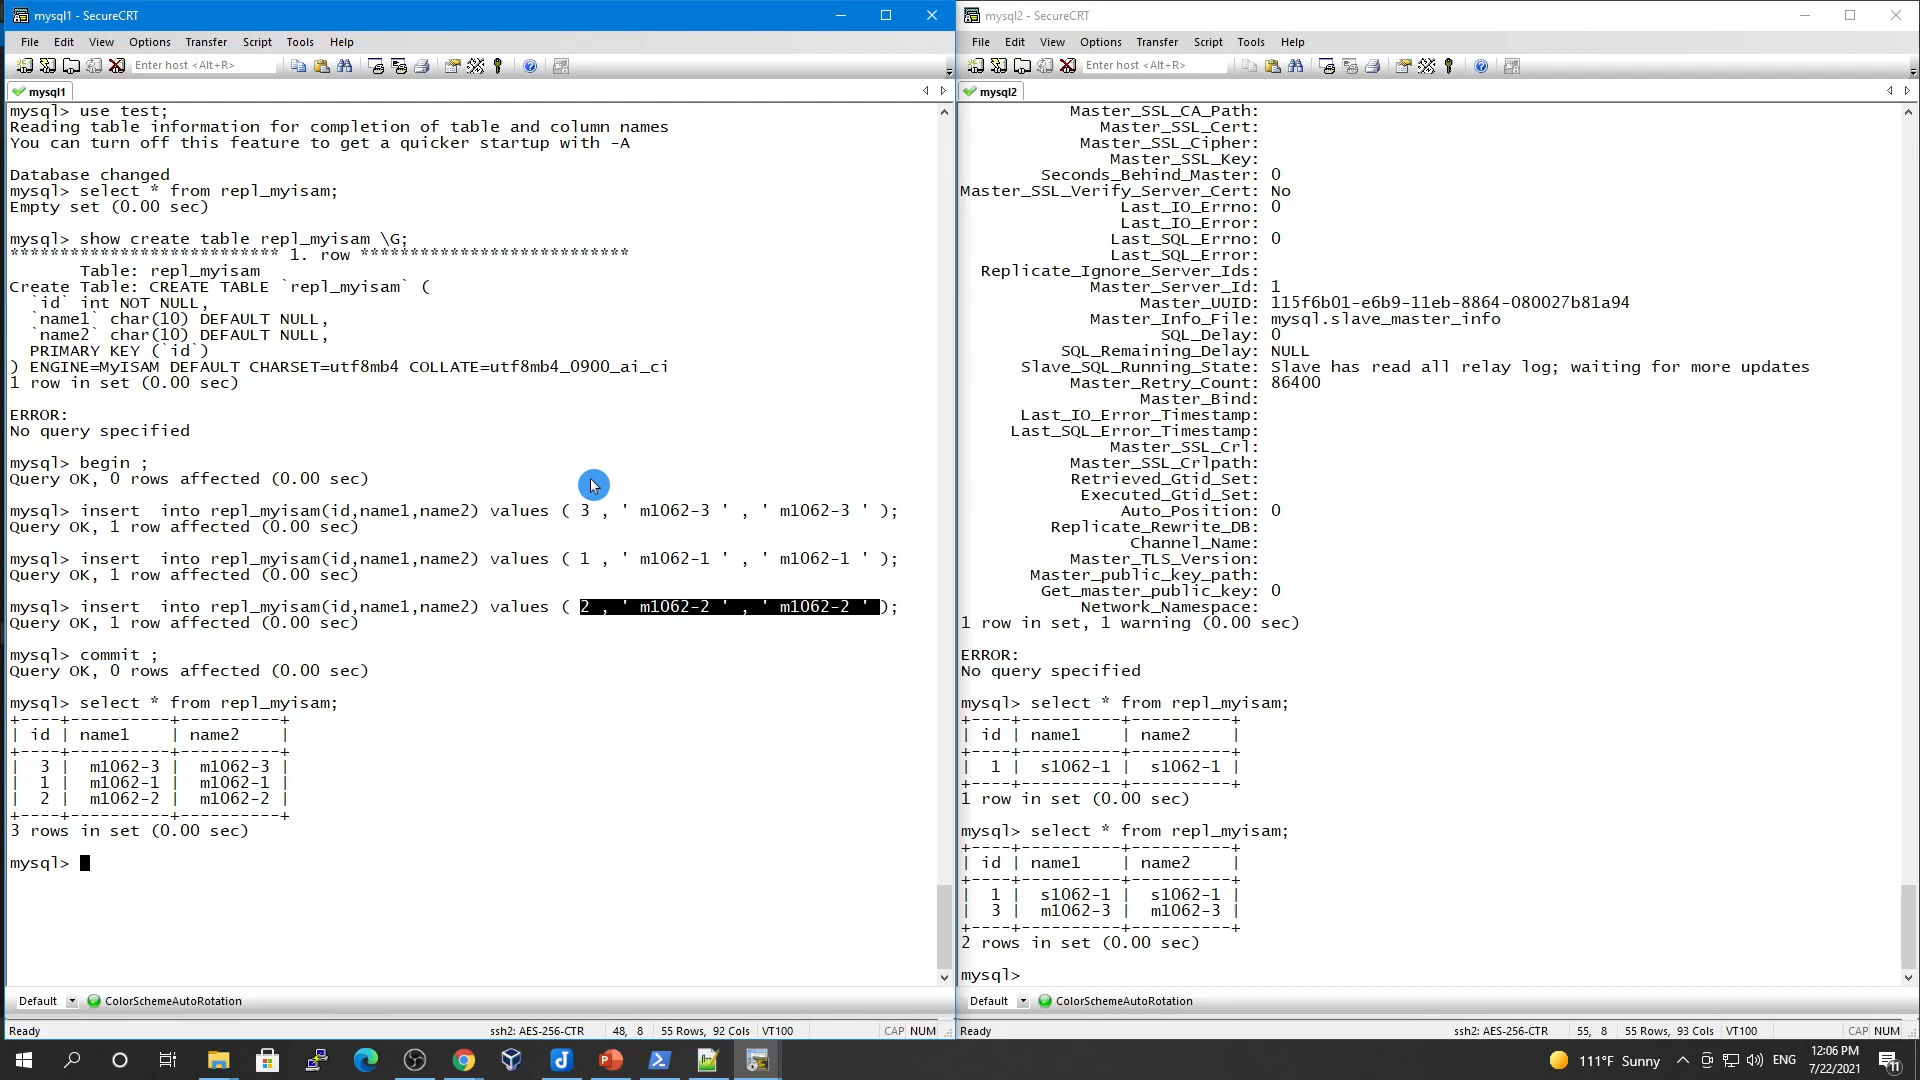 mysql1 - SecureCRT
File Edit View Options Transfer Script Tools Help
Enter host <Alt+R>
mysql1
mysql> use test;
Reading table information for completion of table and column names
You can turn off this feature to get a quicker startup with -A
Database changed
mysql> select * from repl_myisam;
Empty set (0.00 sec)
mysql> show create table repl_myisam \G;
*************************** 1. row ***************************
Table: repl_myisam
Create Table: CREATE TABLE `repl_myisam` (
`id` int NOT NULL,
`name1` char(10) DEFAULT NULL,
`name2` char(10) DEFAULT NULL,
PRIMARY KEY (`id`)
) ENGINE=MyISAM DEFAULT CHARSET=utf8mb4 COLLATE=utf8mb4_0900_ai_ci
1 row in set (0.00 sec)
ERROR:
No query specified
mysql> begin ;
Query OK, 0 rows affected (0.00 sec)
mysql> insert  into repl_myisam(id,name1,name2) values ( 3 , ' m1062-3 ' , ' m1062-3 ' );
Query OK, 1 row affected (0.00 sec)
mysql> insert  into repl_myisam(id,name1,name2) values ( 1 , ' m1062-1 ' , ' m1062-1 ' );
Query OK, 1 row affected (0.00 sec)
mysql> insert  into repl_myisam(id,name1,name2) values ( 2 , ' m1062-2 ' , ' m1062-2 ' );
Query OK, 1 row affected (0.00 sec)
mysql> commit ;
Query OK, 0 rows affected (0.00 sec)
mysql> select * from repl_myisam;
+----+-----------+-----------+
| id | name1     | name2     |
+----+-----------+-----------+
|  3 |  m1062-3  |  m1062-3  |
|  1 |  m1062-1  |  m1062-1  |
|  2 |  m1062-2  |  m1062-2  |
+----+-----------+-----------+
3 rows in set (0.00 sec)
mysql>
Default ColorSchemeAutoRotation
Ready ssh2: AES-256-CTR 48, 8 55 Rows, 92 Cols VT100 CAP NUM
mysql2 - SecureCRT
File Edit View Options Transfer Script Tools Help
Enter host <Alt+R>
mysql2
Master_SSL_CA_Path:
Master_SSL_Cert:
Master_SSL_Cipher:
Master_SSL_Key:
Seconds_Behind_Master: 0
Master_SSL_Verify_Server_Cert: No
Last_IO_Errno: 0
Last_IO_Error:
Last_SQL_Errno: 0
Last_SQL_Error:
Replicate_Ignore_Server_Ids:
Master_Server_Id: 1
Master_UUID: 115f6b01-e6b9-11eb-8864-080027b81a94
Master_Info_File: mysql.slave_master_info
SQL_Delay: 0
SQL_Remaining_Delay: NULL
Slave_SQL_Running_State: Slave has read all relay log; waiting for more updates
Master_Retry_Count: 86400
Master_Bind:
Last_IO_Error_Timestamp:
Last_SQL_Error_Timestamp:
Master_SSL_Crl:
Master_SSL_Crlpath:
Retrieved_Gtid_Set:
Executed_Gtid_Set:
Auto_Position: 0
Replicate_Rewrite_DB:
Channel_Name:
Master_TLS_Version:
Master_public_key_path:
Get_master_public_key: 0
Network_Namespace:
1 row in set, 1 warning (0.00 sec)
ERROR:
No query specified
mysql> select * from repl_myisam;
+----+-----------+-----------+
| id | name1     | name2     |
+----+-----------+-----------+
|  1 |  s1062-1  |  s1062-1  |
+----+-----------+-----------+
1 row in set (0.00 sec)
mysql> select * from repl_myisam;
+----+-----------+-----------+
| id | name1     | name2     |
+----+-----------+-----------+
|  1 |  s1062-1  |  s1062-1  |
|  3 |  m1062-3  |  m1062-3  |
+----+-----------+-----------+
2 rows in set (0.00 sec)
mysql>
Default ColorSchemeAutoRotation
Ready ssh2: AES-256-CTR 55, 8 55 Rows, 93 Cols VT100 CAP NUM
111°F Sunny ENG 12:06 PM
7/22/2021
11